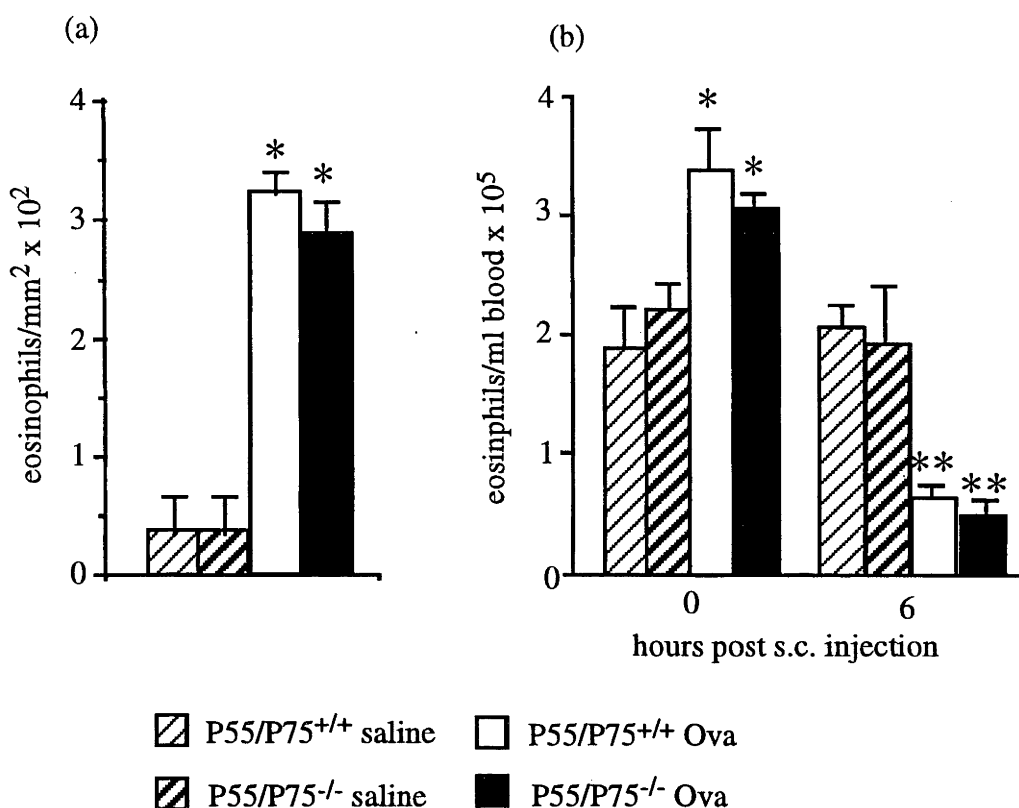 (a)
eosinophils/mm² x 10²
4
3
2
1
0
* *
(b)
eosinphils/ml blood x 10⁵
4
3
2
1
0
* *
** **
0 6
hours post s.c. injection
P55/P75⁺/⁺ saline
P55/P75⁺/⁺ Ova
P55/P75⁻/⁻ saline
P55/P75⁻/⁻ Ova